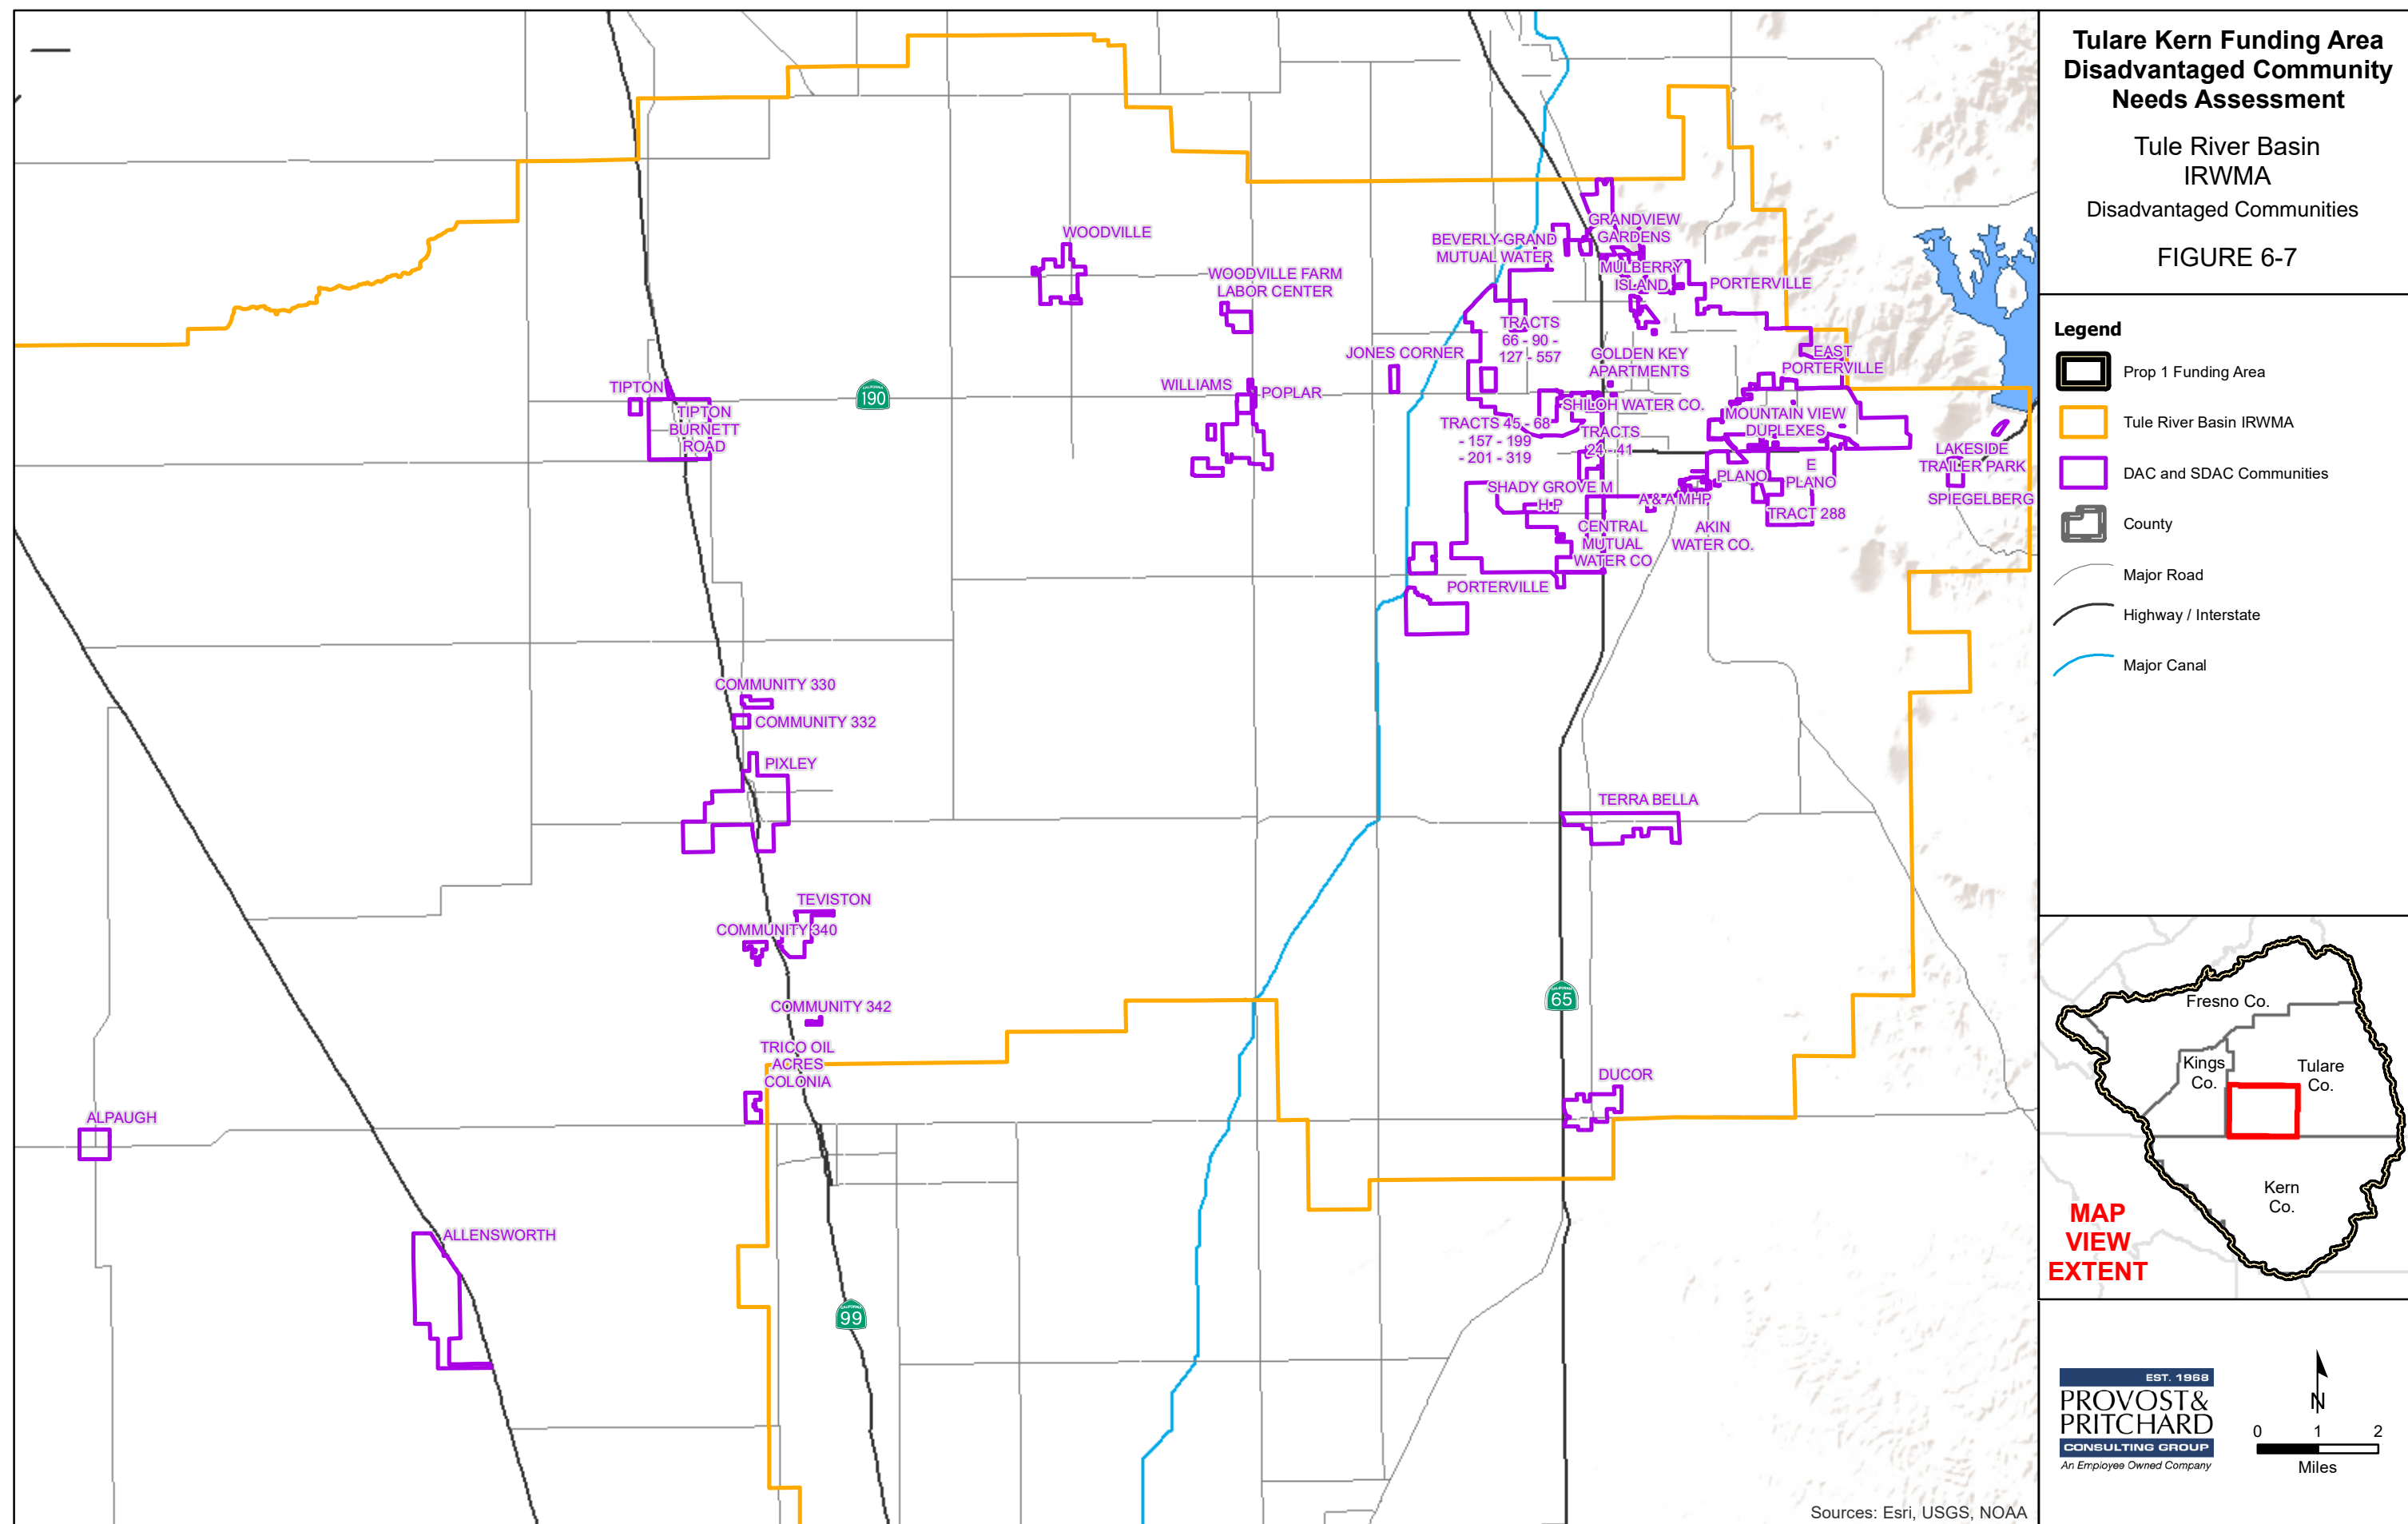 Tulare Kern Funding Area
Disadvantaged Community
Needs Assessment
Tule River Basin
IRWMA
Disadvantaged Communities
FIGURE 6-7
Legend
Prop 1 Funding Area
Tule River Basin IRWMA
DAC and SDAC Communities
County
Major Road
Highway / Interstate
Major Canal
WOODVILLE
WOODVILLE FARM
LABOR CENTER
BEVERLY-GRAND
MUTUAL WATER
GRANDVIEW
GARDENS
MULBERRY
ISLAND
PORTERVILLE
TRACTS
66 - 90 -
127 - 557
JONES CORNER
GOLDEN KEY
APARTMENTS
EAST
PORTERVILLE
TIPTON
TIPTON
BURNETT
ROAD
CALIFORNIA
190
WILLIAMS
POPLAR
SHILOH WATER CO.
TRACTS 45 - 68
- 157 - 199
- 201 - 319
TRACTS
24 - 41
MOUNTAIN VIEW
DUPLEXES
LAKESIDE
TRAILER PARK
SPIEGELBERG
PLANO
E
PLANO
TRACT 288
SHADY GROVE M
H P
A & A MHP
CENTRAL
MUTUAL
WATER CO
AKIN
WATER CO.
PORTERVILLE
COMMUNITY 330
COMMUNITY 332
PIXLEY
TERRA BELLA
TEVISTON
COMMUNITY 340
COMMUNITY 342
CALIFORNIA
65
TRICO OIL
ACRES
COLONIA
DUCOR
ALPAUGH
ALLENSWORTH
CALIFORNIA
99
Sources: Esri, USGS, NOAA
Fresno Co.
Kings
Co.
Tulare
Co.
Kern
Co.
MAP
VIEW
EXTENT
EST. 1968
PROVOST&
PRITCHARD
CONSULTING GROUP
An Employee Owned Company
N
0 1 2
Miles